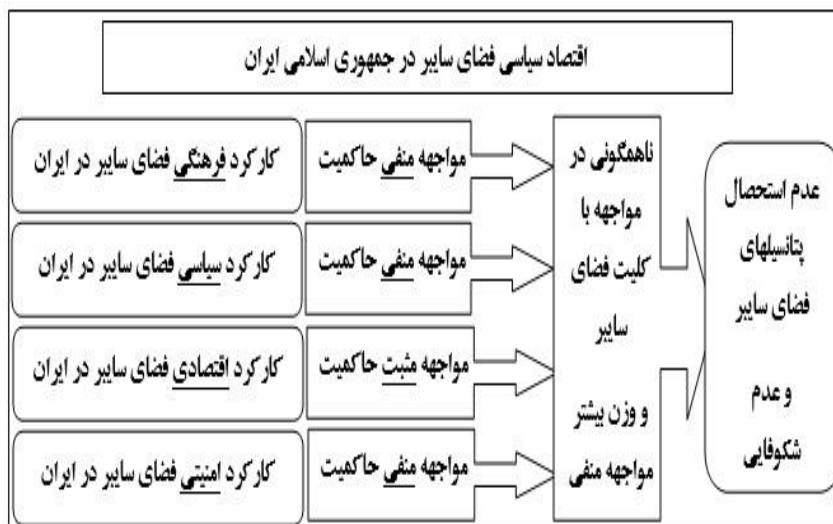 اقتصاد سیاسی فضای سایبر در جمهوری اسلامی ایران
کارکرد فرهنگی فضای سایبر در ایران
مواجهه منفی حاکمیت
کارکرد سیاسی فضای سایبر در ایران
مواجهه منفی حاکمیت
کارکرد اقتصادی فضای سایبر در ایران
مواجهه مثبت حاکمیت
کارکرد امنیتی فضای سایبر در ایران
مواجهه منفی حاکمیت
ناهمگونی در
مواجهه با
کلیت فضای
سایبر
و وزن بیشتر
مواجهه منفی
عدم استحصال
پتانسیلهای
فضای سایبر
و عدم
شکوفایی